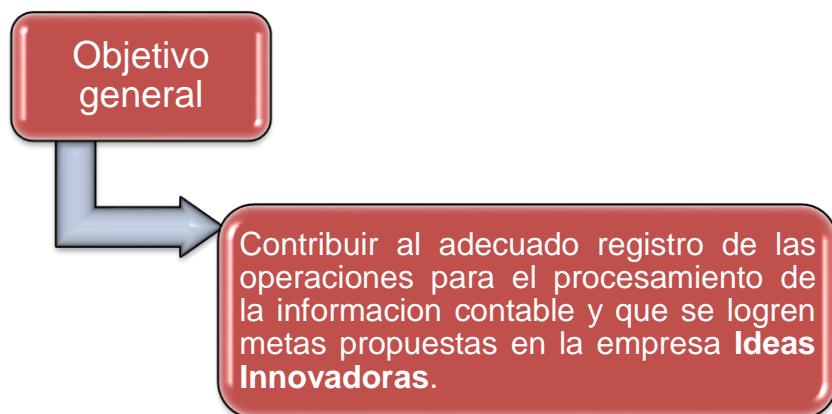 Objetivo
general
Contribuir al adecuado registro de las
operaciones para el procesamiento de
la informacion contable y que se logren
metas propuestas en la empresa Ideas
Innovadoras.